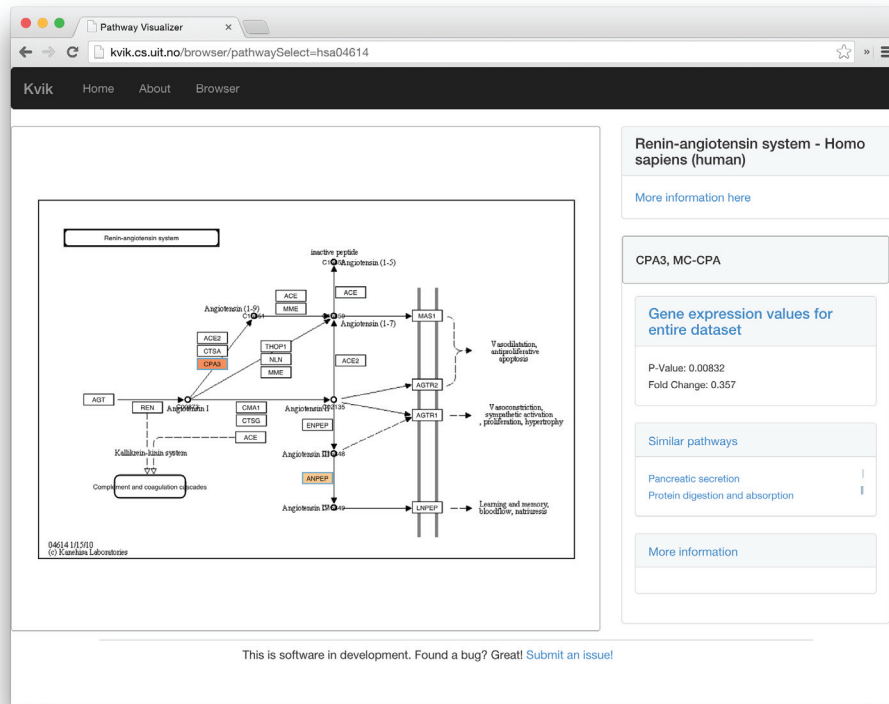 Pathway Visualizer
kvik.cs.uit.no/browser/pathwaySelect=hsa04614
Kvik Home About Browser
Renin-angiotensin system
inactive peptide
Angiotensin (1-5)
ACE
MME
ACE
Angiotensin (1-9)
Angiotensin (1-7)
MAS1
ACE2
CTSA
CPA3
THOP1
NLN
MME
ACE2
Vasodilatation,
antiproliferative
apoptosis
AGTR2
AGT
REN
Angiotensin I
CMA1
CTSG
ACE
C02135
AGTR1
Vasoconstriction,
sympathetic activation
, proliferation, hypertrophy
ENPEP
Kallikrein-kinin system
Angiotensin III
ANPEP
Complement and coagulation cascades
Angiotensin IV
LNPEP
Learning and memory,
bloodflow, natriuresis
04614 1/15/10
(c) Kanehisa Laboratories
Renin-angiotensin system - Homo
sapiens (human)
More information here
CPA3, MC-CPA
Gene expression values for
entire dataset
P-Value: 0.00832
Fold Change: 0.357
Similar pathways
Pancreatic secretion
Protein digestion and absorption
More information
This is software in development. Found a bug? Great! Submit an issue!